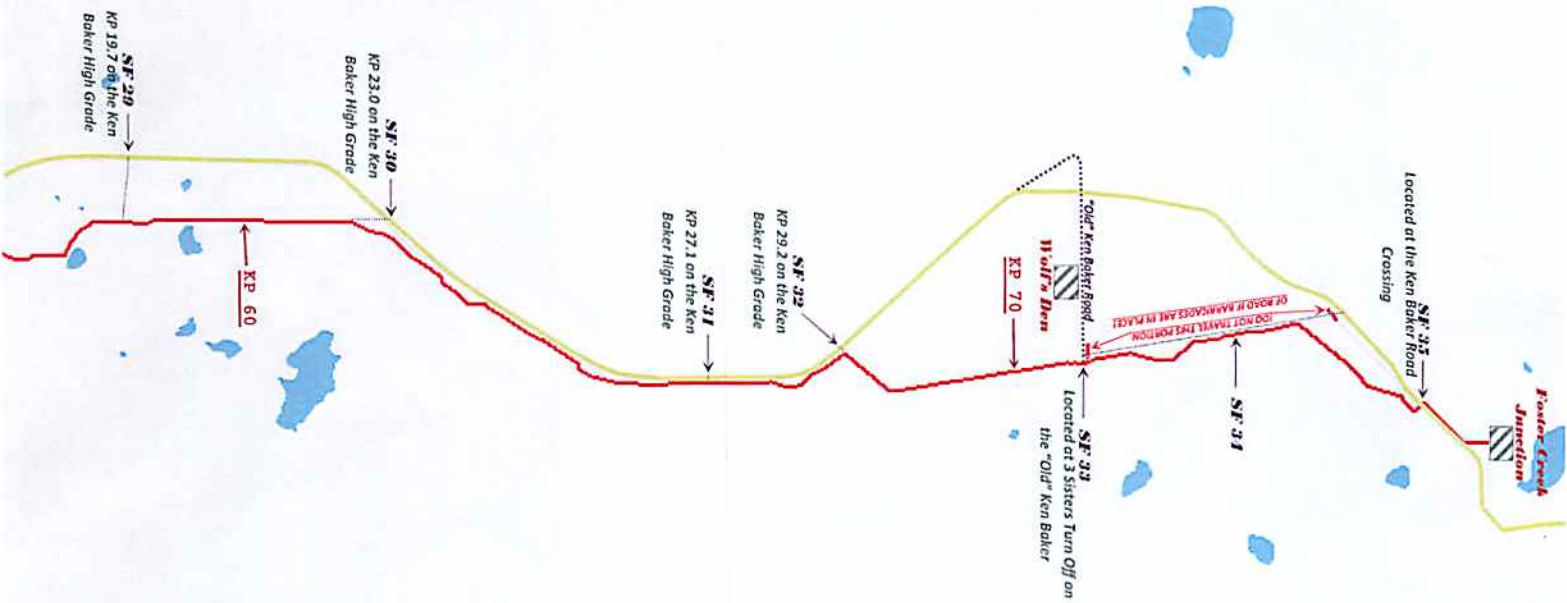 SF 29
KP 19.7 on the Ken
Baker High Grade
SF 30
KP 23.0 on the Ken
Baker High Grade
KP 60
SF 31
KP 27.1 on the Ken
Baker High Grade
SF 32
KP 29.2 on the Ken
Baker High Grade
KP 70
Wolf's Den
"Old" Ken Baker Road
SF 33
Located at 3 Sisters Turn Off on
the "Old" Ken Baker
(DO NOT TRAVEL THIS PORTION
OF ROAD IF BARRICADES ARE IN PLACE)
SF 34
SF 35
Located at the Ken Baker Road
Crossing
Foster Creek
Junction